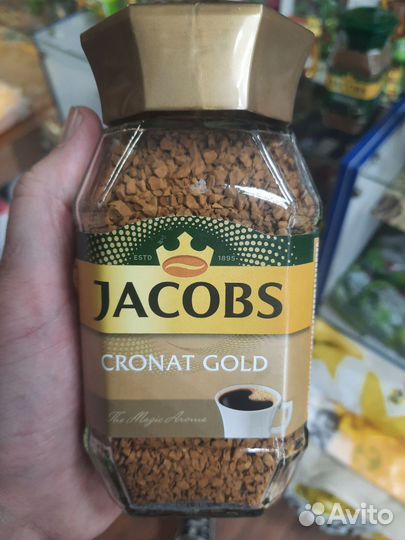 ESTD 1895
JACOBS
CRONAT GOLD
The Magic Aroma
Avito